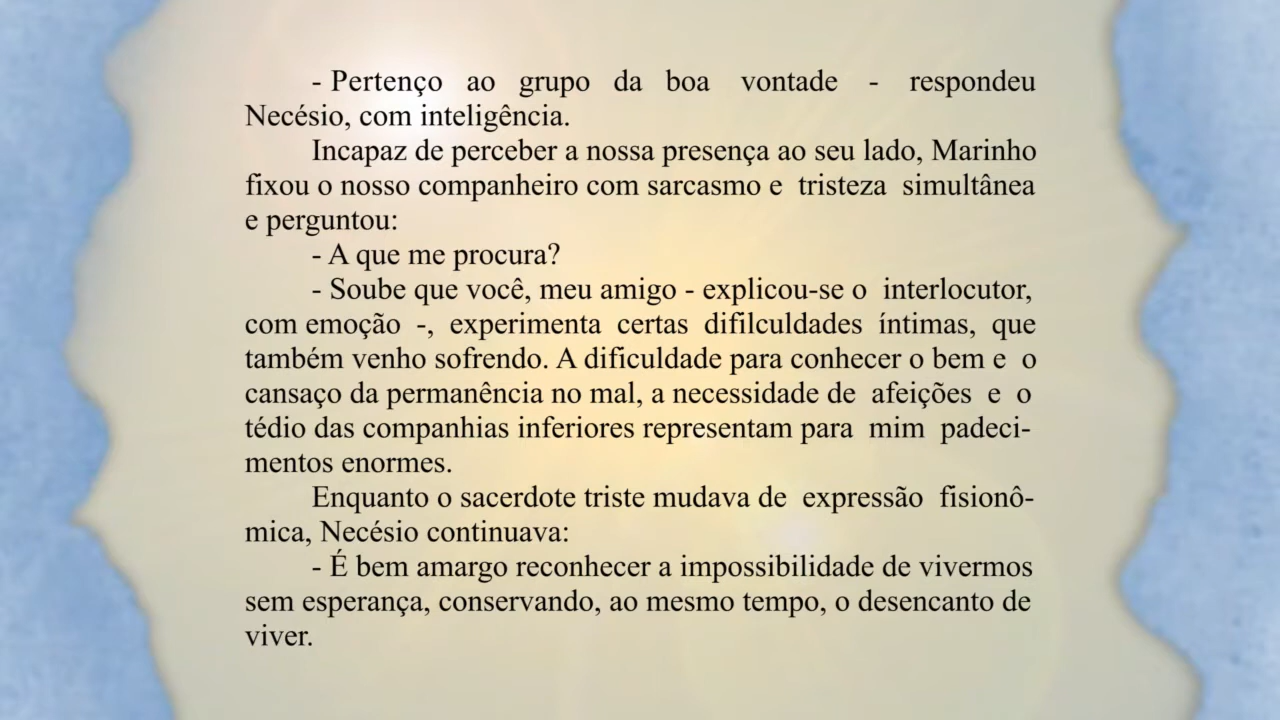 - Pertenço ao grupo da boa vontade - respondeu
Necésio, com inteligência.
Incapaz de perceber a nossa presença ao seu lado, Marinho
fixou o nosso companheiro com sarcasmo e tristeza simultânea
e perguntou:
- A que me procura?
- Soube que você, meu amigo - explicou-se o interlocutor,
com emoção -, experimenta certas difilculdades íntimas, que
também venho sofrendo. A dificuldade para conhecer o bem e o
cansaço da permanência no mal, a necessidade de afeições e o
tédio das companhias inferiores representam para mim padeci-
mentos enormes.
Enquanto o sacerdote triste mudava de expressão fisionô-
mica, Necésio continuava:
- É bem amargo reconhecer a impossibilidade de vivermos
sem esperança, conservando, ao mesmo tempo, o desencanto de
viver.